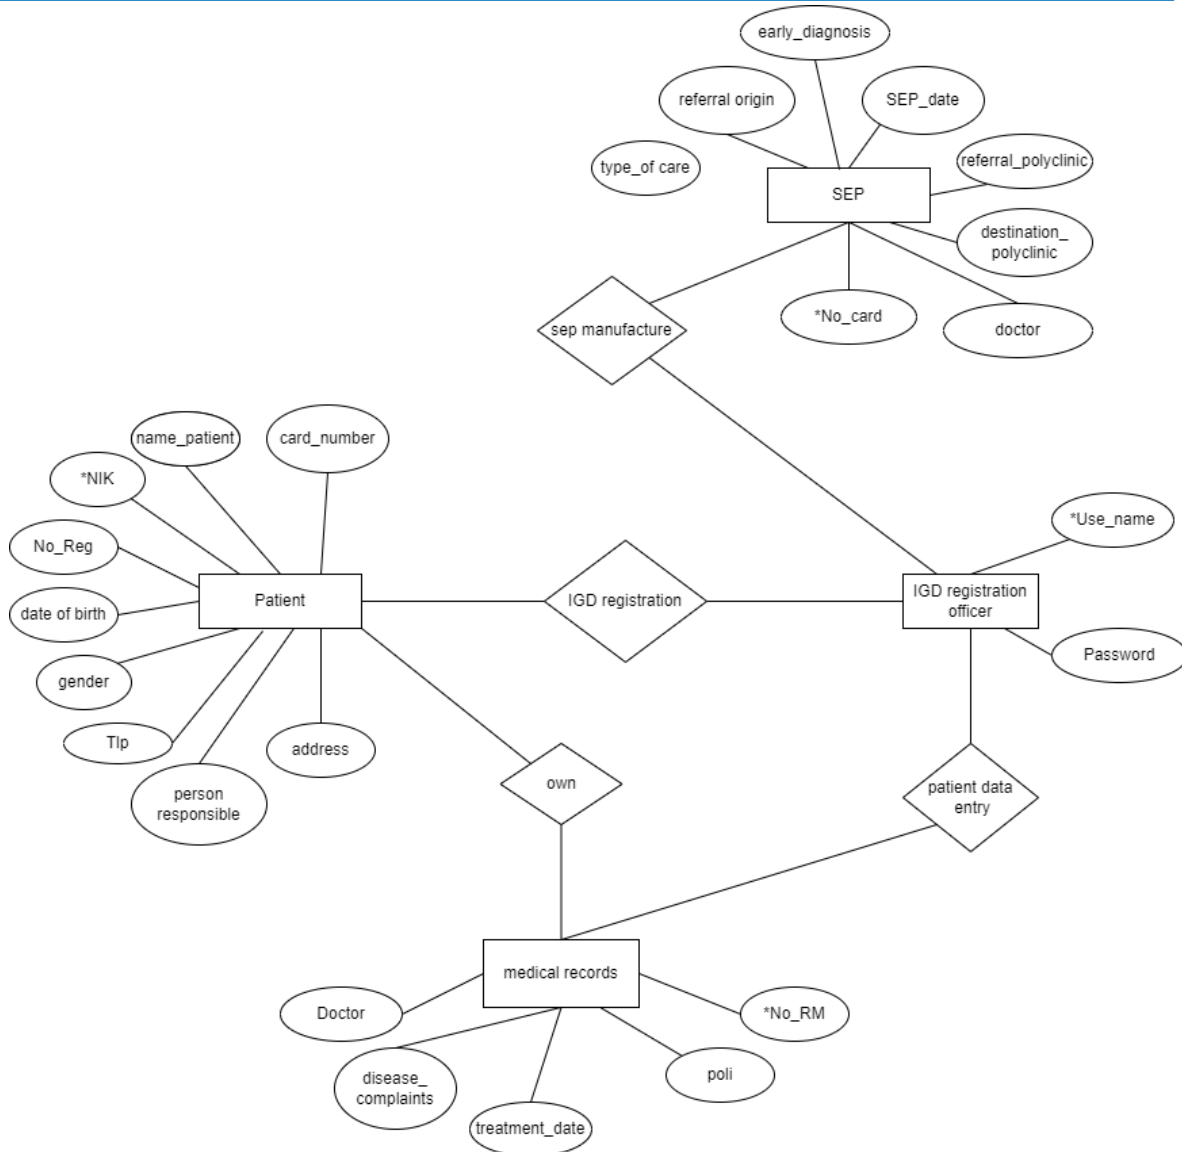 early_diagnosis
referral origin
SEP_date
type_of care
referral_polyclinic
SEP
destination_
polyclinic
*No_card
doctor
sep manufacture
name_patient
card_number
*NIK
No_Reg
date of birth
gender
Tlp
person
responsible
address
Patient
IGD registration
IGD registration
officer
*Use_name
Password
own
patient data
entry
medical records
Doctor
disease_
complaints
treatment_date
poli
*No_RM